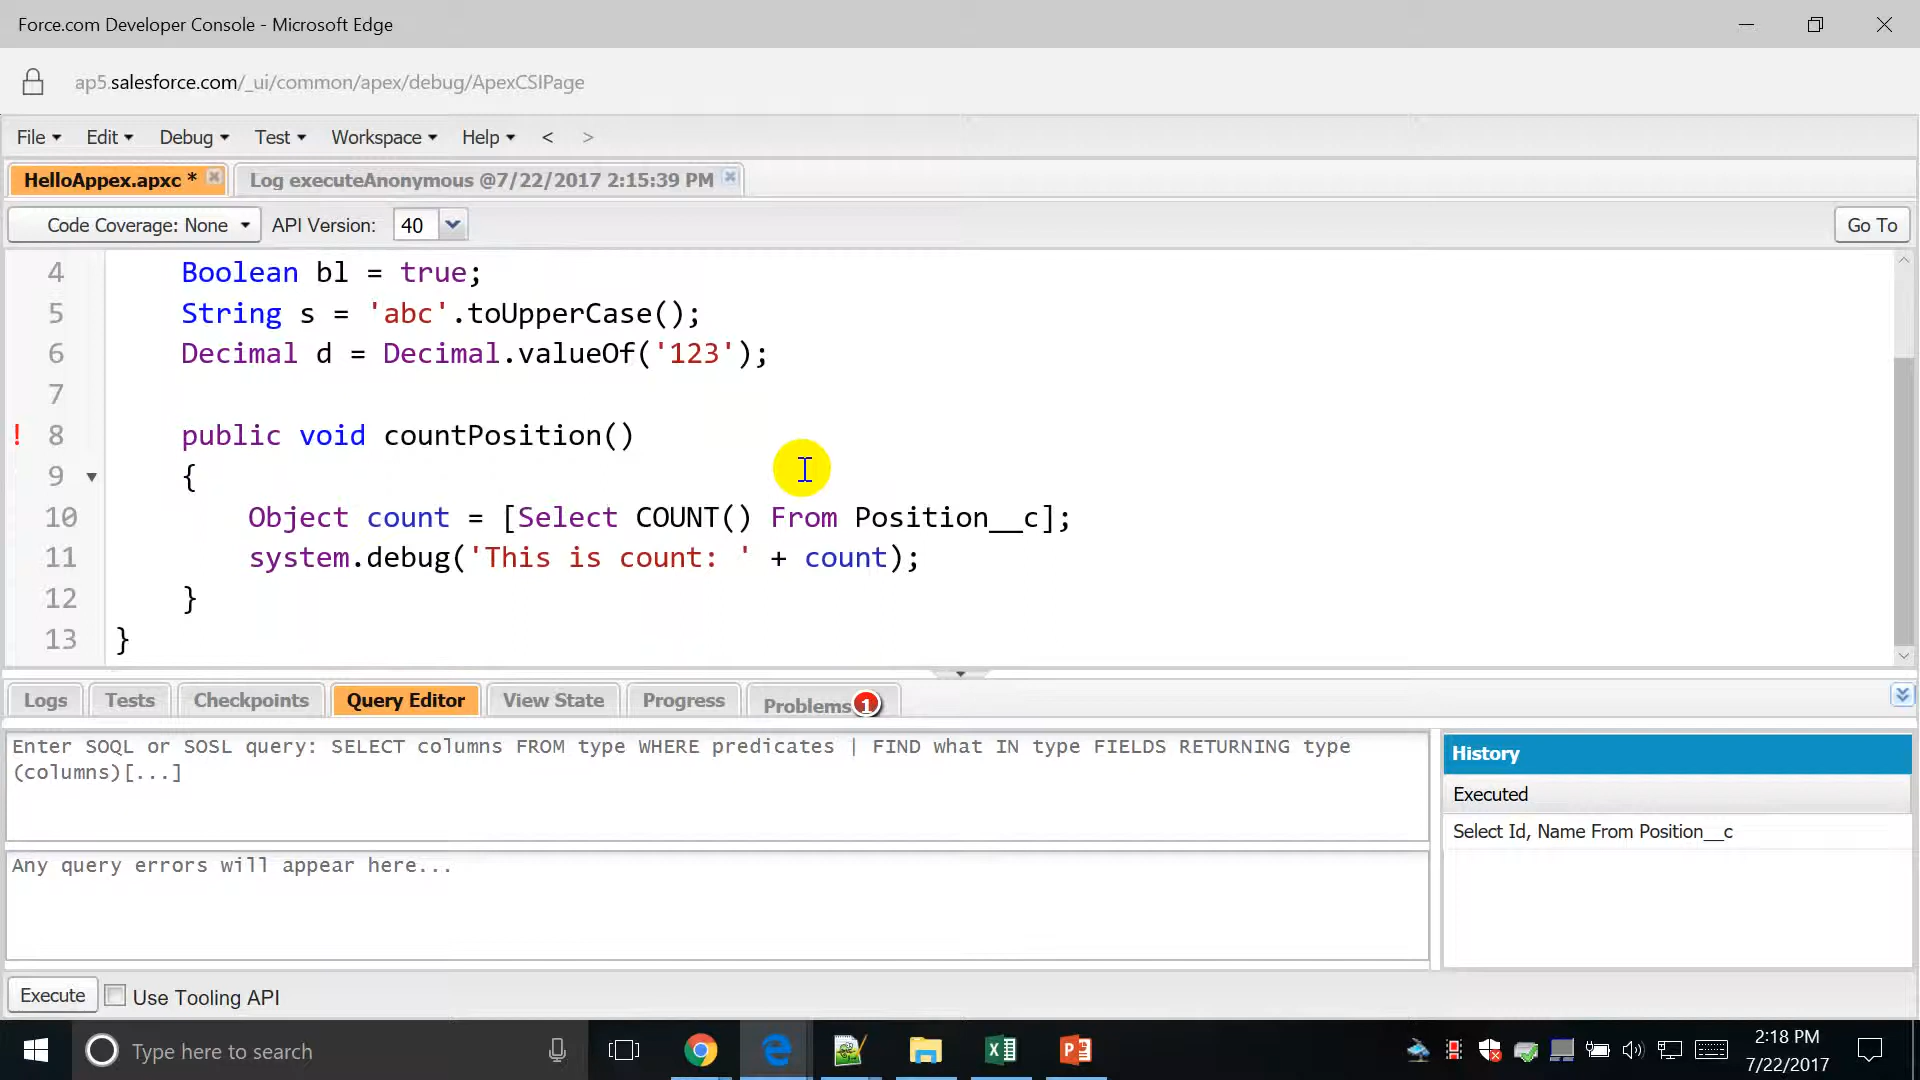 Force.com Developer Console - Microsoft Edge
ap5.salesforce.com/_ui/common/apex/debug/ApexCSIPage
File Edit Debug Test Workspace Help < >
HelloAppex.apxc * Log executeAnonymous @7/22/2017 2:15:39 PM
Code Coverage: None API Version: 40 Go To
4 Boolean bl = true;
5 String s = 'abc'.toUpperCase();
6 Decimal d = Decimal.valueOf('123');
7
! 8 public void countPosition()
9 {
10 Object count = [Select COUNT() From Position__c];
11 system.debug('This is count: ' + count);
12 }
13 }
Logs Tests Checkpoints Query Editor View State Progress Problems 1
Enter SOQL or SOSL query: SELECT columns FROM type WHERE predicates | FIND what IN type FIELDS RETURNING type
(columns)[...]
History
Executed
Select Id, Name From Position__c
Any query errors will appear here...
Execute Use Tooling API
Type here to search
2:18 PM
7/22/2017